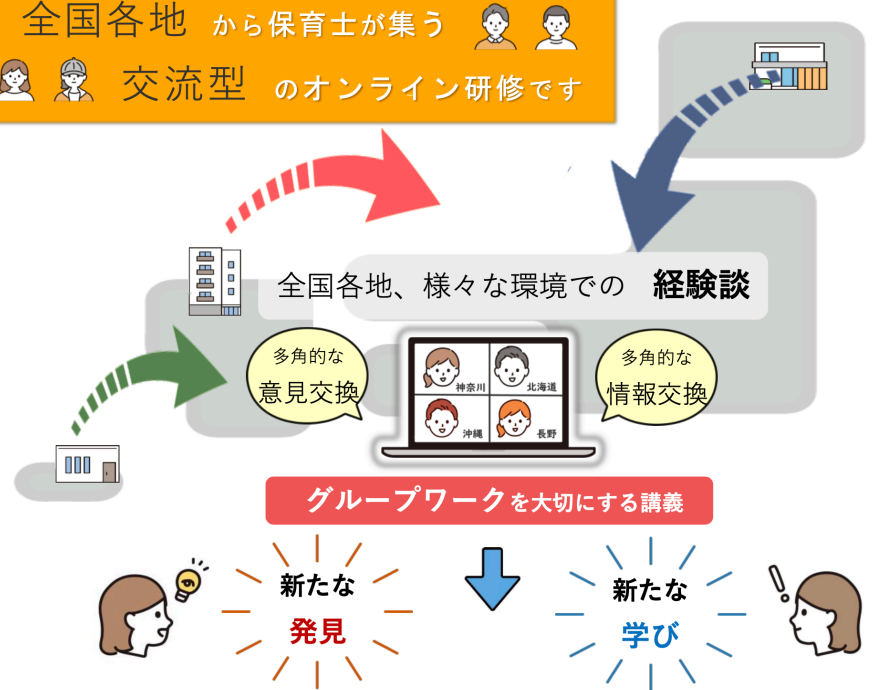 全国各地 から保育士が集う
交流型 のオンライン研修です
全国各地、様々な環境での 経験談
多角的な
意見交換
神奈川
北海道
沖縄
長野
多角的な
情報交換
グループワークを大切にする講義
新たな
発見
新たな
学び